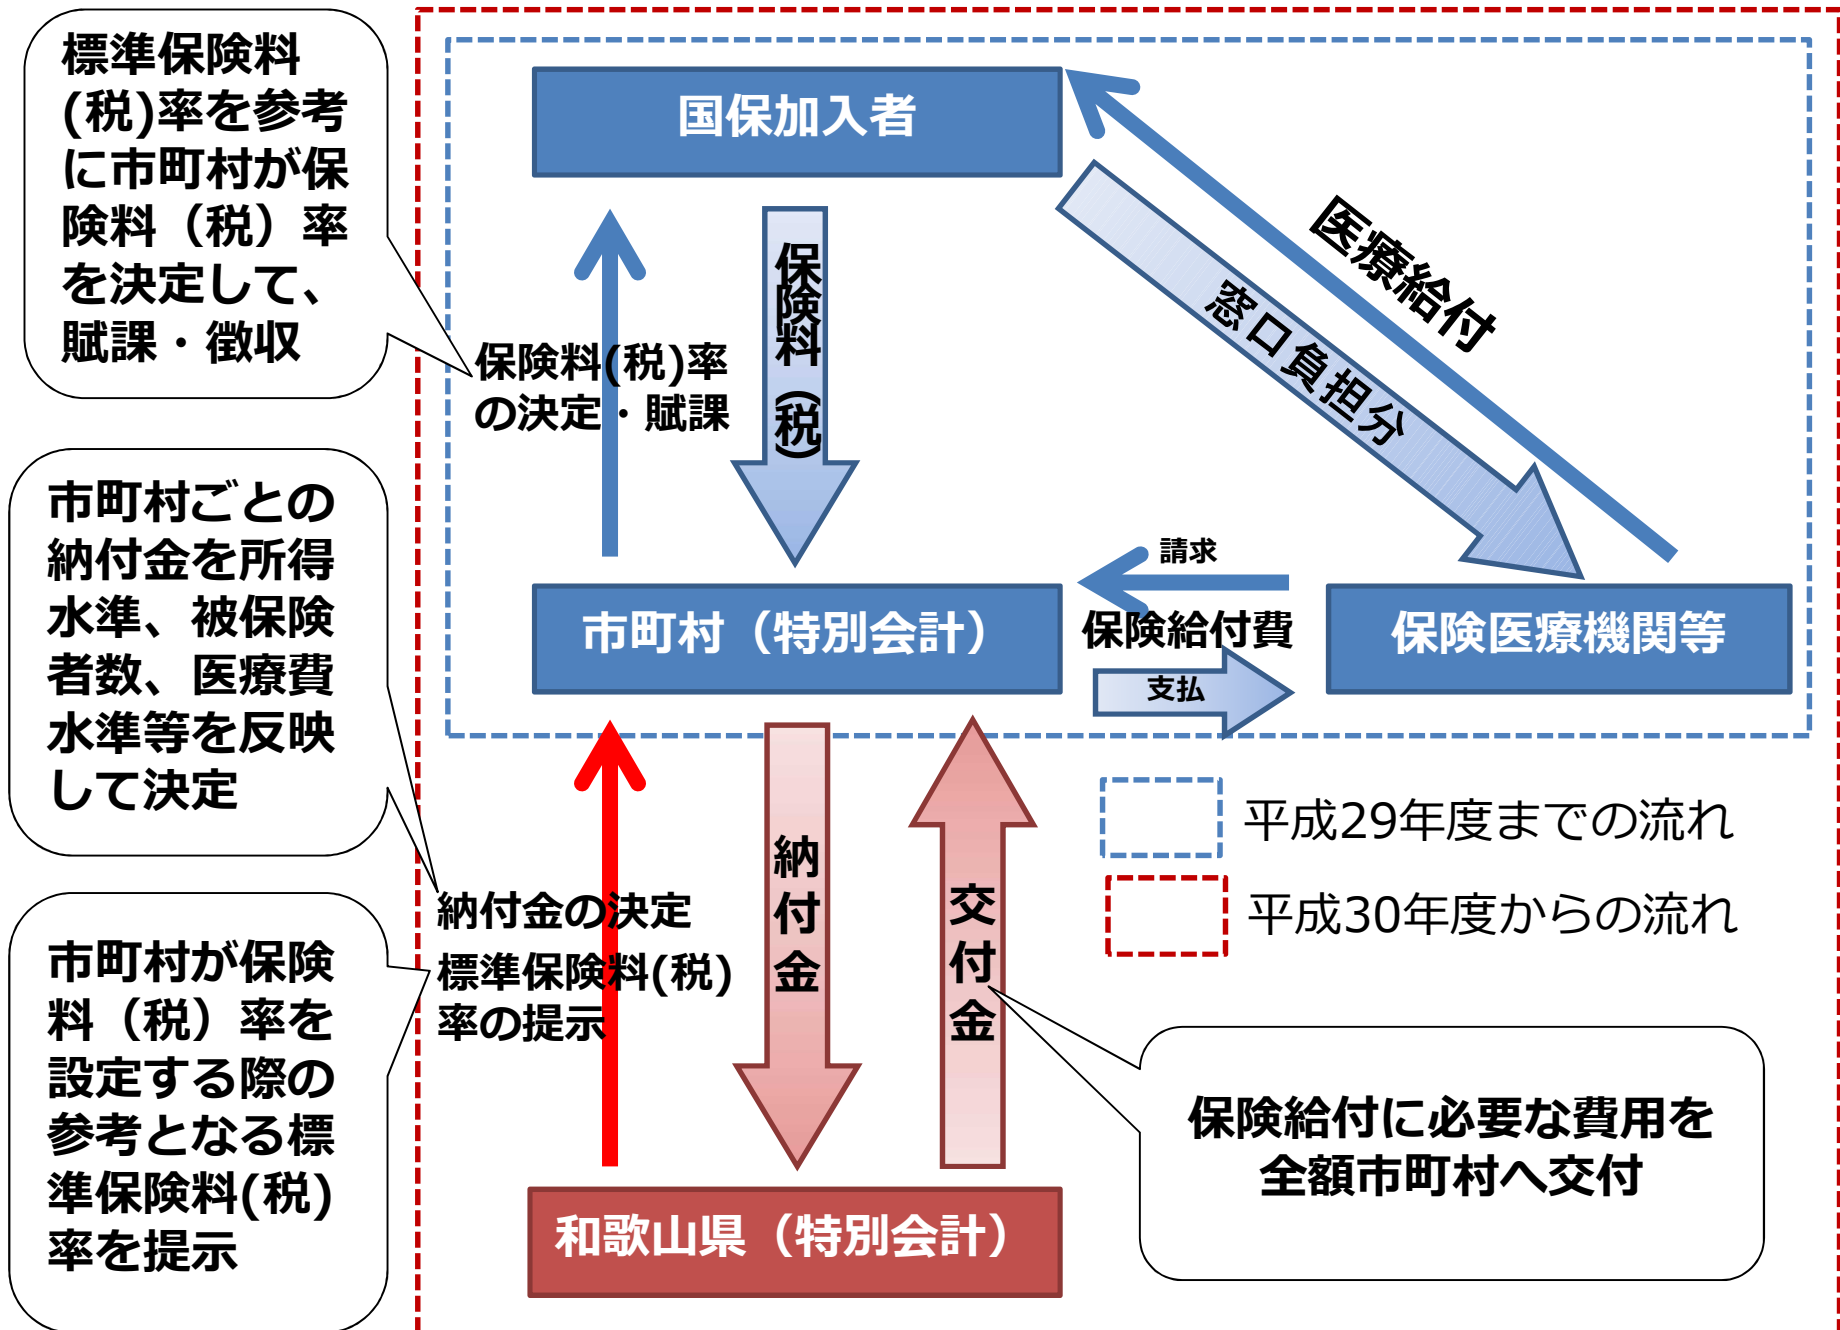 標準保険料
(税)率を参考
に市町村が保
険料（税）率
を決定して、
賦課・徴収
市町村ごとの
納付金を所得
水準、被保険
者数、医療費
水準等を反映
して決定
市町村が保険
料（税）率を
設定する際の
参考となる標
準保険料(税)
率を提示
国保加入者
保険料(税)率
の決定・賦課
保険料（税）
医療給付
窓口負担分
市町村（特別会計）
請求
保険給付費
支払
保険医療機関等
納付金の決定
標準保険料(税)
率の提示
納付金
交付金
平成29年度までの流れ
平成30年度からの流れ
保険給付に必要な費用を
全額市町村へ交付
和歌山県（特別会計）